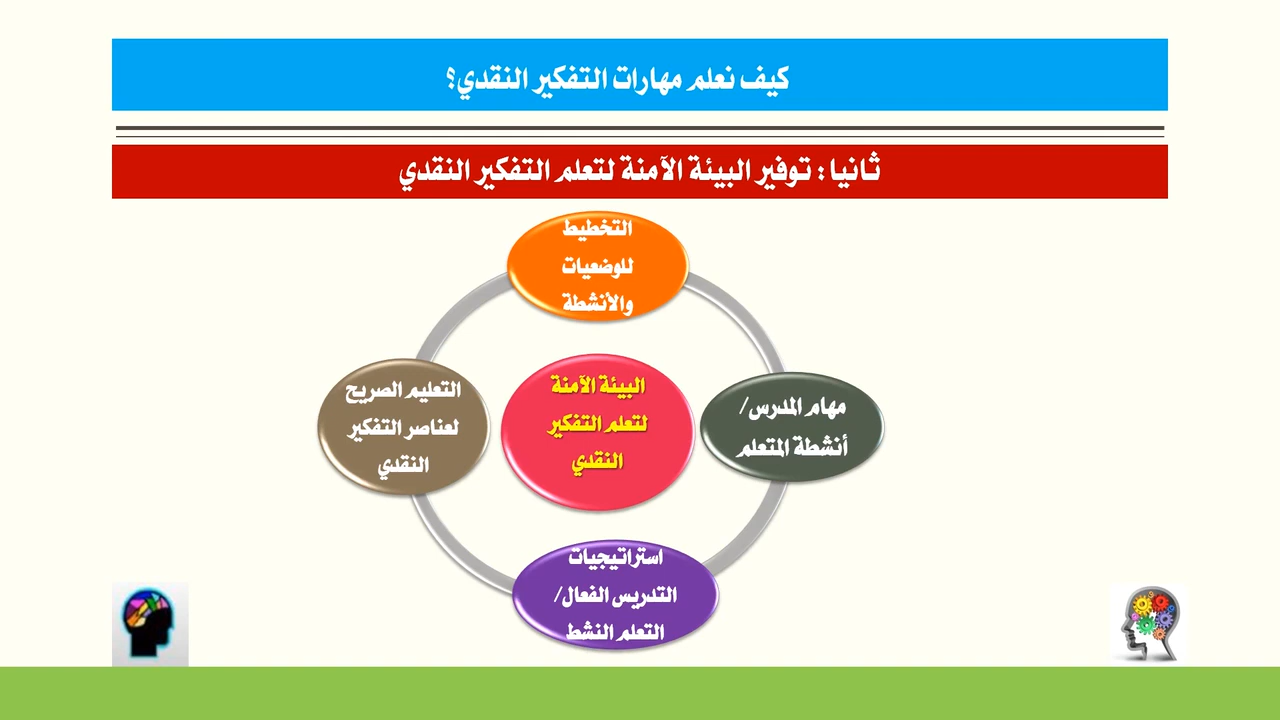 كيف نعلم مهارات التفكير النقدي؟
ثانيا : توفير البيئة الآمنة لتعلم التفكير النقدي
التخطيط
للوضعيات
والأنشطة
مهام المدرس/
أنشطة المتعلم
البيئة الآمنة
لتعلم التفكير
النقدي
التعليم الصريح
لعناصر التفكير
النقدي
استراتيجيات
التدريس الفعال/
التعلم النشط